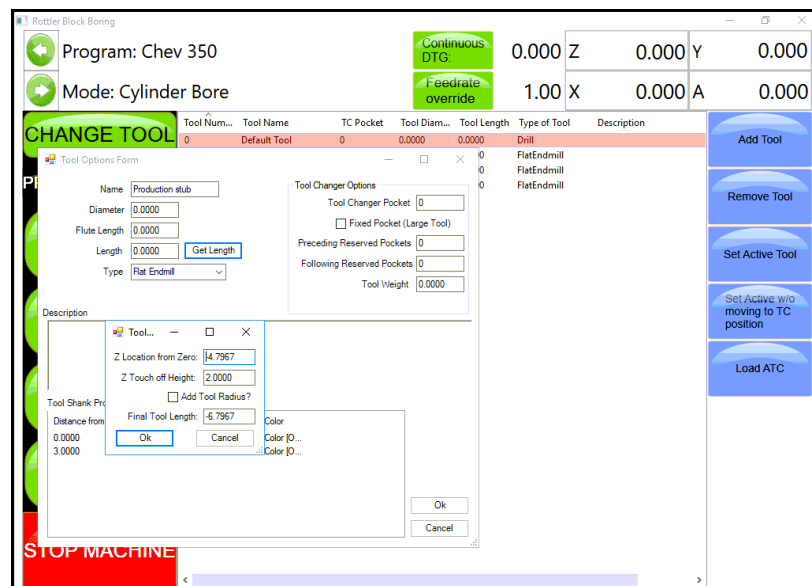 Rottler Block Boring
Program: Chev 350
Continuous DTG:
0.000 Z 0.000 Y 0.000
Mode: Cylinder Bore
Feedrate override
1.00 X 0.000 A 0.000
CHANGE TOOL
Tool Num... Tool Name TC Pocket Tool Diam... Tool Length Type of Tool Description
0 Default Tool 0 0.0000 0.0000 Drill
0 FlatEndmill
0 FlatEndmill
0 FlatEndmill
Add Tool
Remove Tool
Set Active Tool
Set Active w/o
moving to TC
position
Load ATC
Tool Options Form
Name Production stub
Diameter 0.0000
Flute Length 0.0000
Length 0.0000 Get Length
Type Flat Endmill
Tool Changer Options
Tool Changer Pocket 0
Fixed Pocket (Large Tool)
Preceding Reserved Pockets 0
Following Reserved Pockets 0
Tool Weight 0.0000
Description
Tool...
Z Location from Zero: -4.7967
Z Touch off Height: 2.0000
Add Tool Radius?
Final Tool Length: -6.7967
Ok Cancel
Tool Shank Pro
Distance from Color
0.0000 Color [O...
3.0000 Color [O...
Ok
Cancel
STOP MACHINE